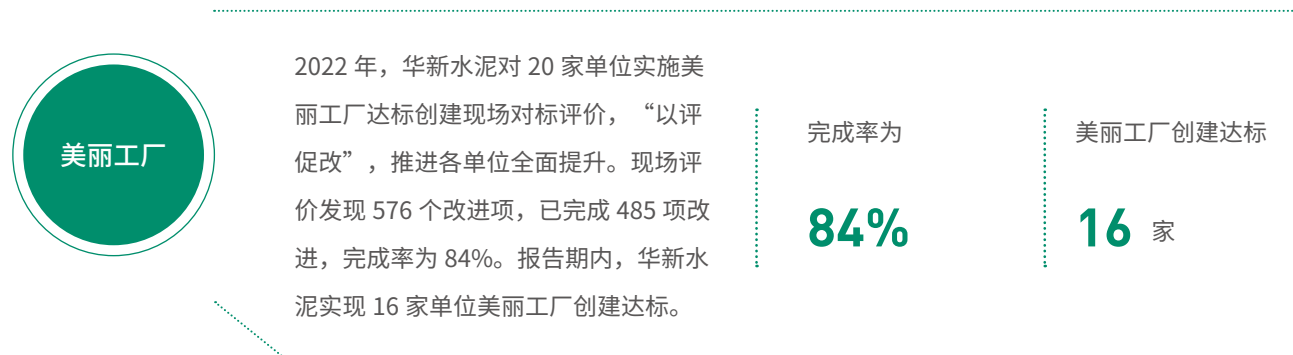 美丽工厂
2022 年，华新水泥对 20 家单位实施美
丽工厂达标创建现场对标评价，“以评
促改”，推进各单位全面提升。现场评
价发现 576 个改进项，已完成 485 项改
进，完成率为 84%。报告期内，华新水
泥实现 16 家单位美丽工厂创建达标。
完成率为
84%
美丽工厂创建达标
16 家